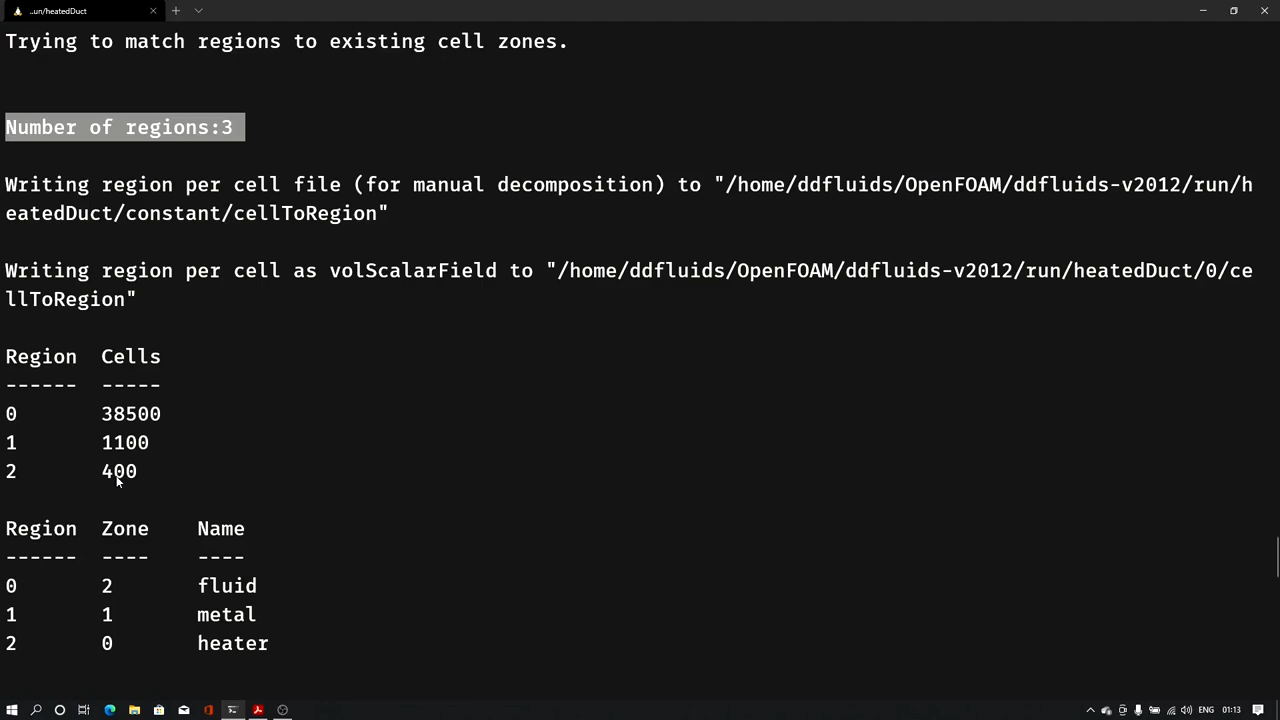 ..un/heatedDuct
Trying to match regions to existing cell zones.
Number of regions:3
Writing region per cell file (for manual decomposition) to "/home/ddfluids/OpenFOAM/ddfluids-v2012/run/h
eatedDuct/constant/cellToRegion"
Writing region per cell as volScalarField to "/home/ddfluids/OpenFOAM/ddfluids-v2012/run/heatedDuct/0/ce
llToRegion"
Region Cells
------ -----
0 38500
1 1100
2 400
Region Zone Name
------ ---- ----
0 2 fluid
1 1 metal
2 0 heater
ENG 01:13